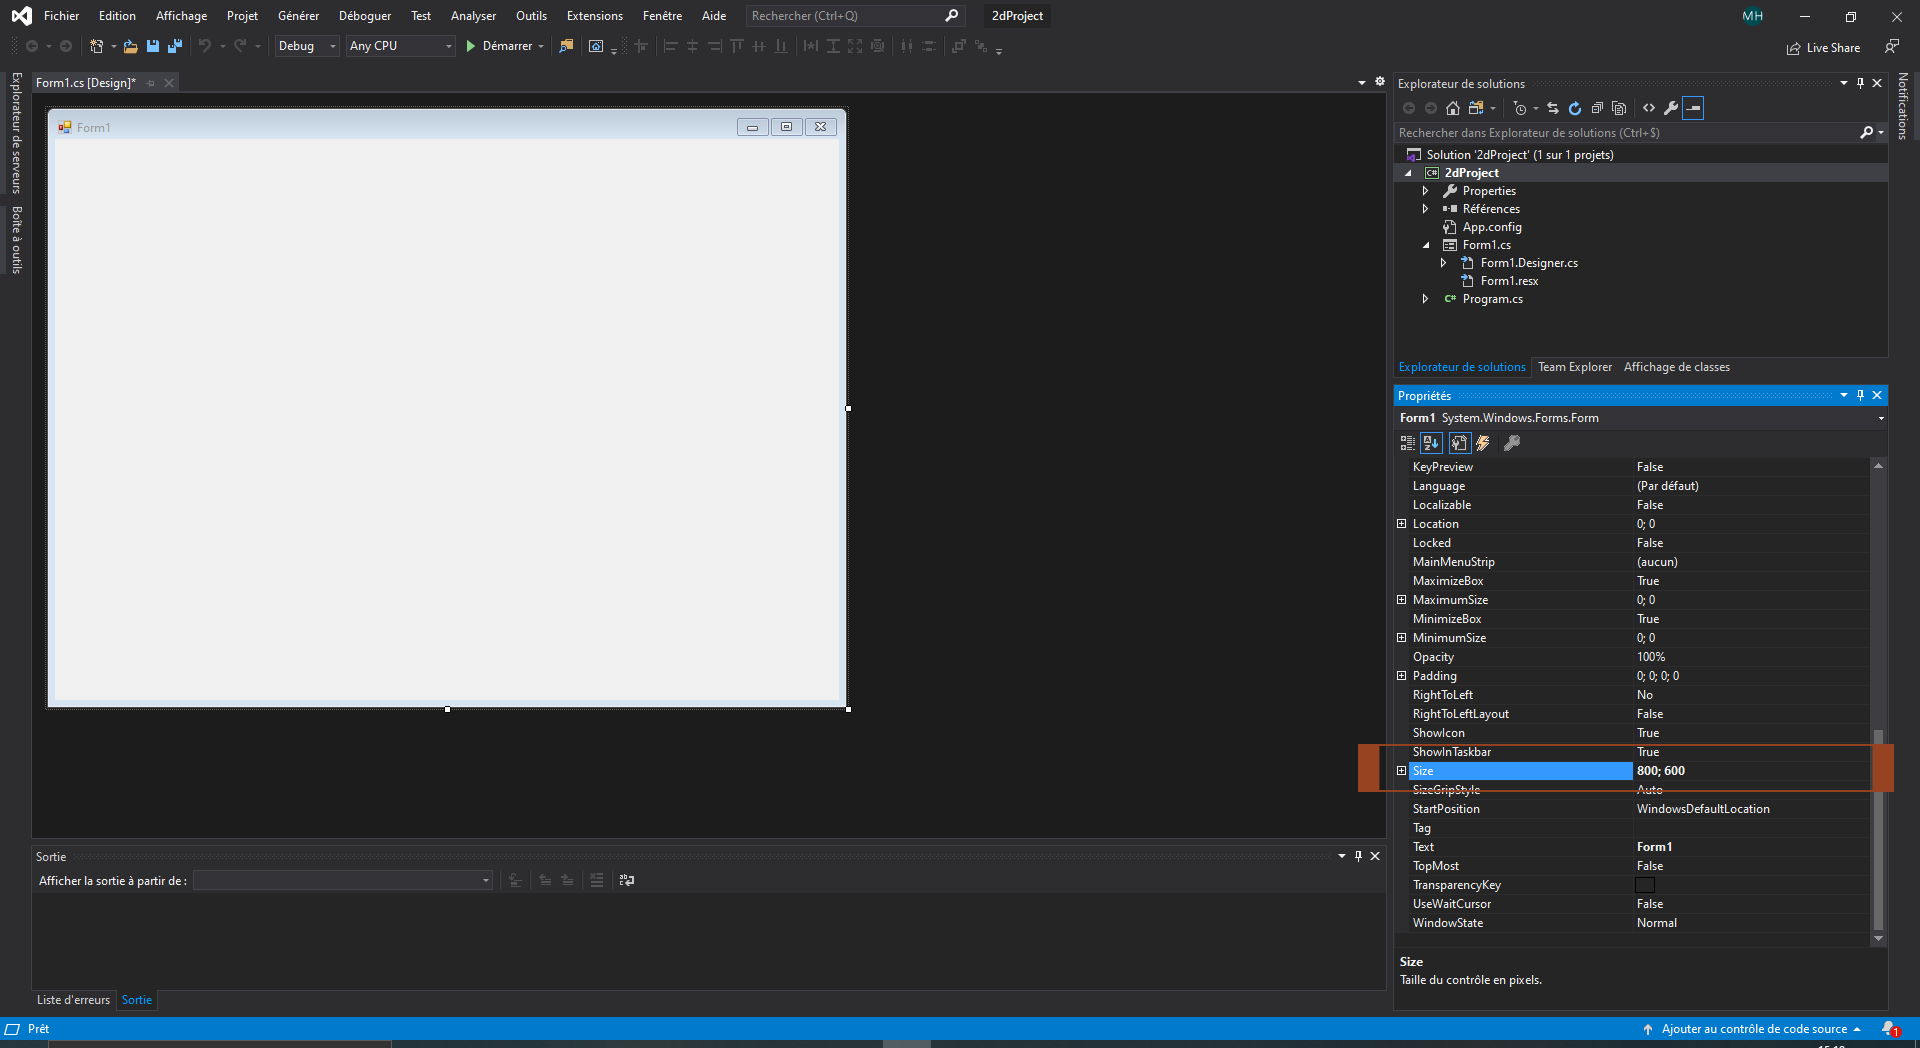 Fichier Edition Affichage Projet Générer Déboguer Test Analyser Outils Extensions Fenêtre Aide Rechercher (Ctrl+Q) 2dProject MH
Debug Any CPU Démarrer Live Share
Explorateur de serveurs
Boîte à outils
Form1.cs [Design]*
Form1
Explorateur de solutions
Rechercher dans Explorateur de solutions (Ctrl+$)
Solution '2dProject' (1 sur 1 projets)
C# 2dProject
Properties
Références
App.config
Form1.cs
Form1.Designer.cs
Form1.resx
C# Program.cs
Explorateur de solutions Team Explorer Affichage de classes
Notifications
Propriétés
Form1 System.Windows.Forms.Form
KeyPreview False
Language (Par défaut)
Localizable False
Location 0; 0
Locked False
MainMenuStrip (aucun)
MaximizeBox True
MaximumSize 0; 0
MinimizeBox True
MinimumSize 0; 0
Opacity 100%
Padding 0; 0; 0; 0
RightToLeft No
RightToLeftLayout False
ShowIcon True
ShowInTaskbar True
Size 800; 600
SizeGripStyle Auto
StartPosition WindowsDefaultLocation
Tag
Text Form1
TopMost False
TransparencyKey
UseWaitCursor False
WindowState Normal
Size
Taille du contrôle en pixels.
Sortie
Afficher la sortie à partir de :
Liste d'erreurs Sortie
Prêt Ajouter au contrôle de code source 1